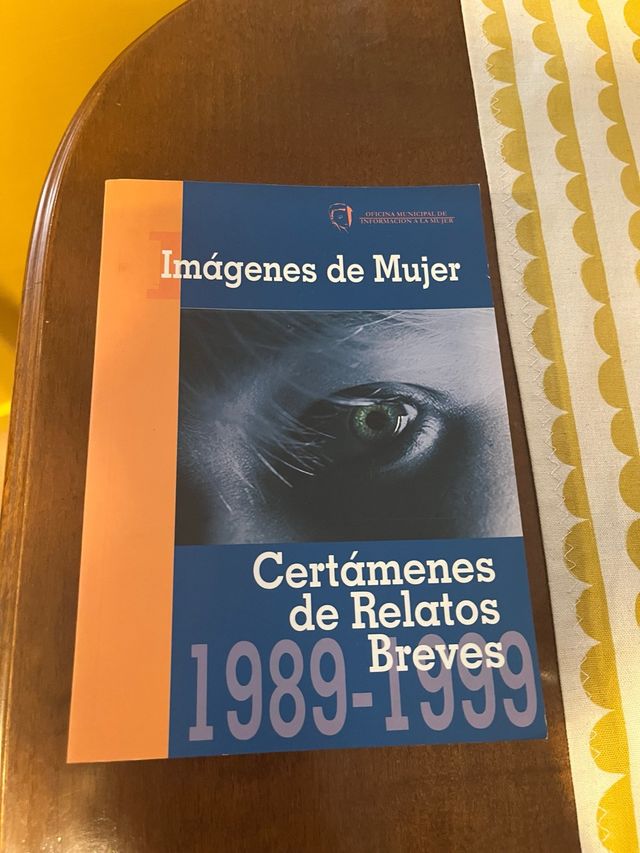 OFICINA MUNICIPAL DE
INFORMACIÓN A LA MUJER
Imágenes de Mujer
Certámenes
de Relatos
Breves
1989-1999